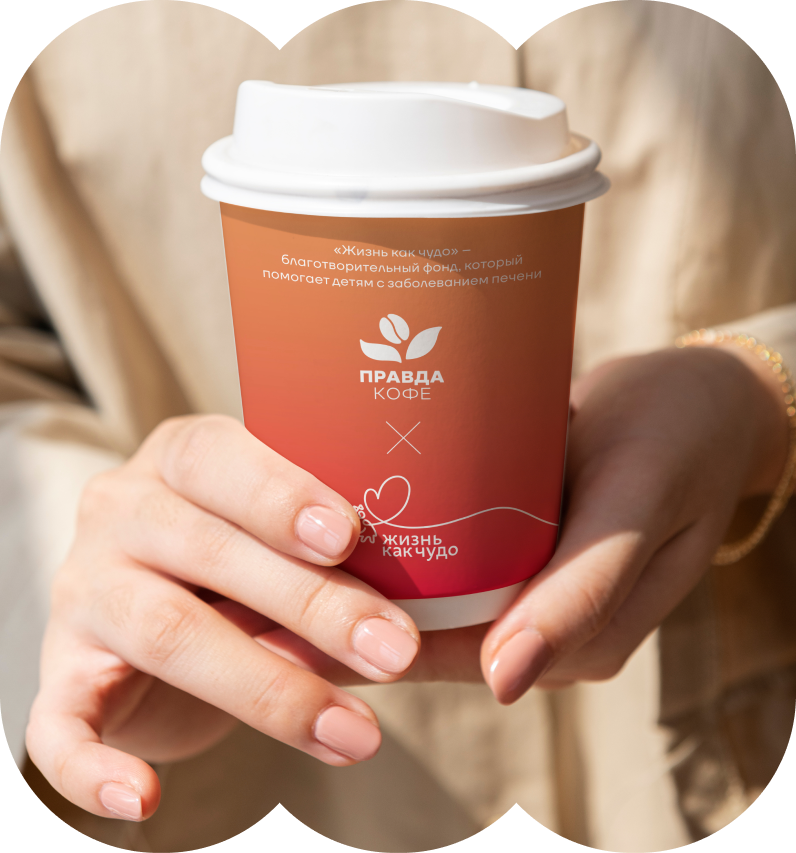 «Жизнь как чудо» –
благотворительный фонд, который
помогает детям с заболеванием печени
ПРАВДА
КОФЕ
жизнь
как чудо